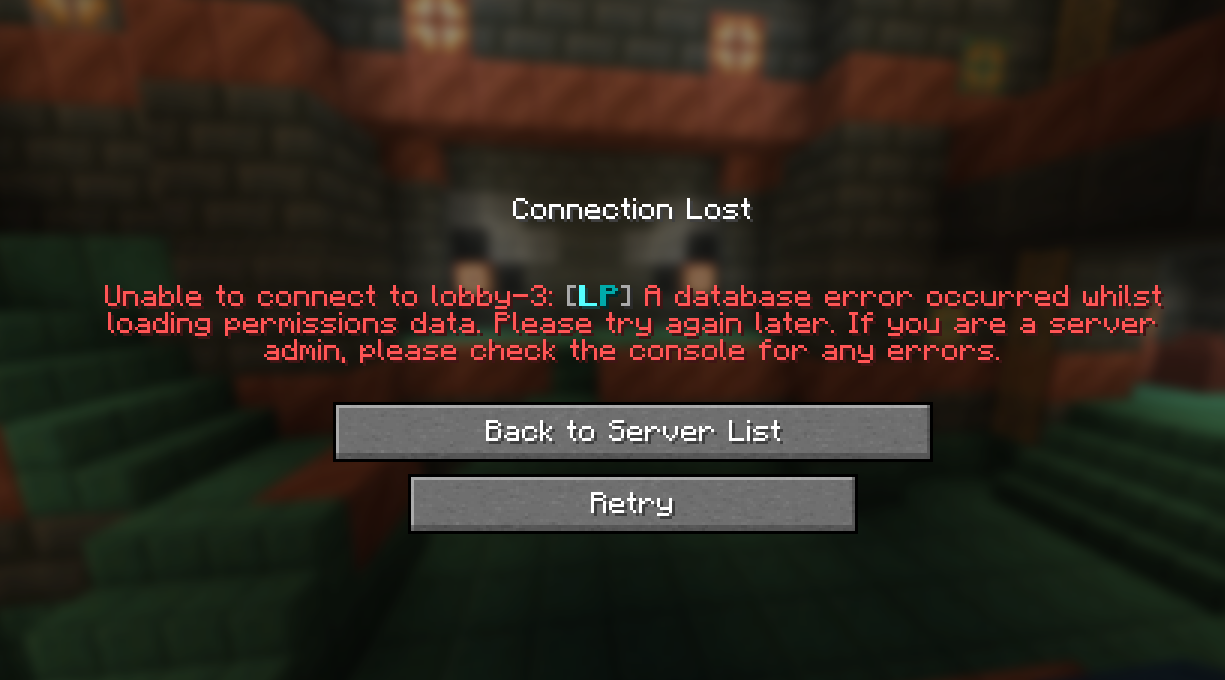 Connection Lost
Unable to connect to lobby-3: [LP] A database error occurred whilst
loading permissions data. Please try again later. If you are a server
admin, please check the console for any errors.
Back to Server List
Retry